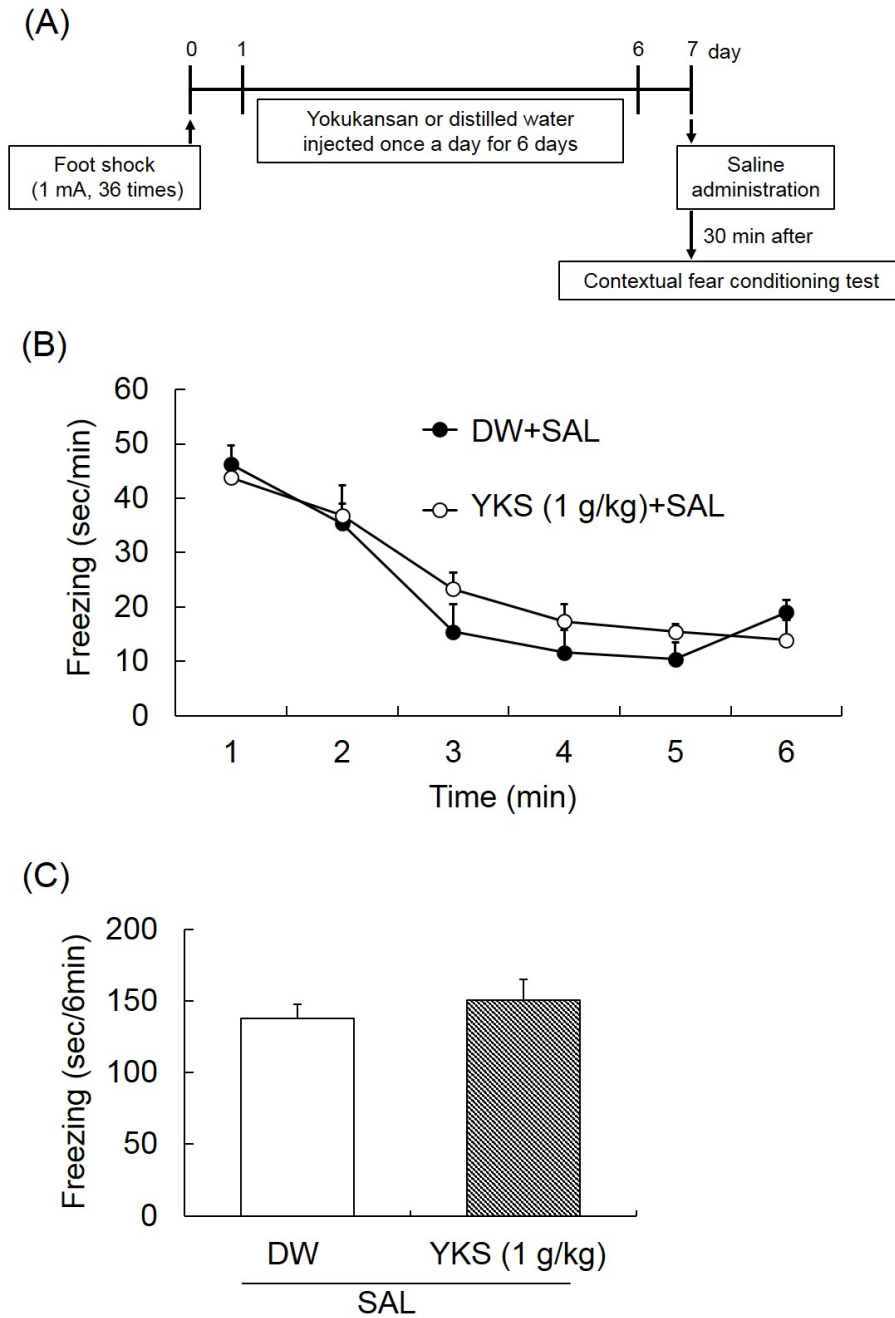 (A)
0 1 6 7 day
Yokukansan or distilled water
injected once a day for 6 days
Foot shock
(1 mA, 36 times)
Saline
administration
30 min after
Contextual fear conditioning test
(B)
Freezing (sec/min)
60
50
40
30
20
10
0
DW+SAL
YKS (1 g/kg)+SAL
1 2 3 4 5 6
Time (min)
(C)
Freezing (sec/6min)
200
150
100
50
0
DW YKS (1 g/kg)
SAL